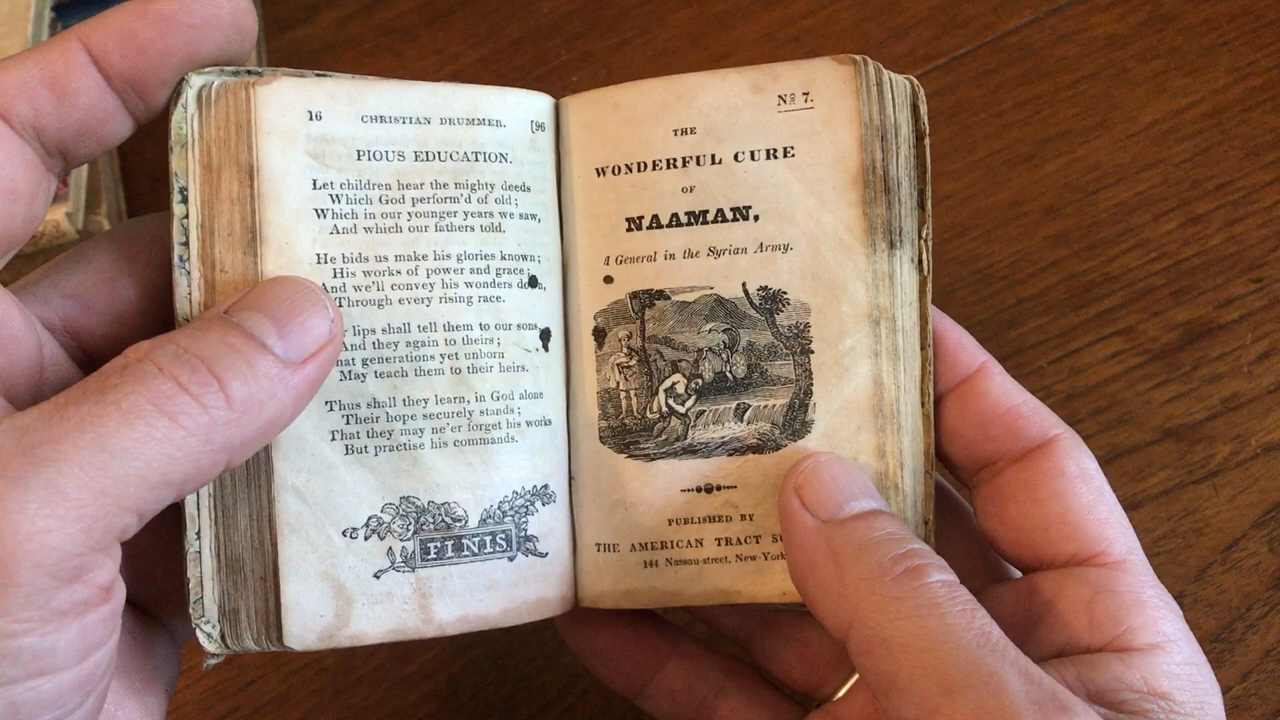 16 CHRISTIAN DRUMMER. [96
PIOUS EDUCATION.
Let children hear the mighty deeds
Which God perform'd of old;
Which in our younger years we saw,
And which our fathers told.
He bids us make his glories known;
His works of power and grace;
And we'll convey his wonders down,
Through every rising race.
lips shall tell them to our sons,
And they again to theirs;
generations yet unborn
May teach them to their heirs.
Thus shall they learn, in God alone
Their hope securely stands;
That they may ne'er forget his works
But practise his commands.
FINIS
No 7.
THE
WONDERFUL CURE
OF
NAAMAN,
A General in the Syrian Army.
PUBLISHED BY
THE AMERICAN TRACT
144 Nassau-street, New-York